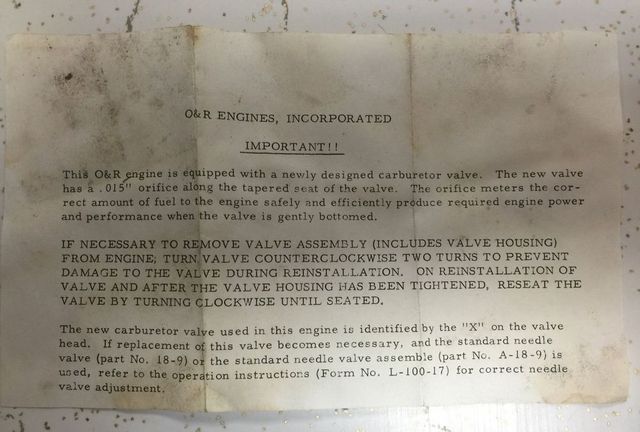 O&R ENGINES, INCORPORATED
IMPORTANT!!
This O&R engine is equipped with a newly designed carburetor valve. The new valve
has a .015" orifice along the tapered seat of the valve. The orifice meters the cor-
rect amount of fuel to the engine safely and efficiently produce required engine power
and performance when the valve is gently bottomed.
IF NECESSARY TO REMOVE VALVE ASSEMBLY (INCLUDES VALVE HOUSING)
FROM ENGINE, TURN VALVE COUNTERCLOCKWISE TWO TURNS TO PREVENT
DAMAGE TO THE VALVE DURING REINSTALLATION. ON REINSTALLATION OF
VALVE AND AFTER THE VALVE HOUSING HAS BEEN TIGHTENED, RESEAT THE
VALVE BY TURNING CLOCKWISE UNTIL SEATED.
The new carburetor valve used in this engine is identified by the "X" on the valve
head. If replacement of this valve becomes necessary, and the standard needle
valve (part No. 18-9) or the standard needle valve assemble (part No. A-18-9) is
used, refer to the operation instructions (Form No. L-100-17) for correct needle
valve adjustment.